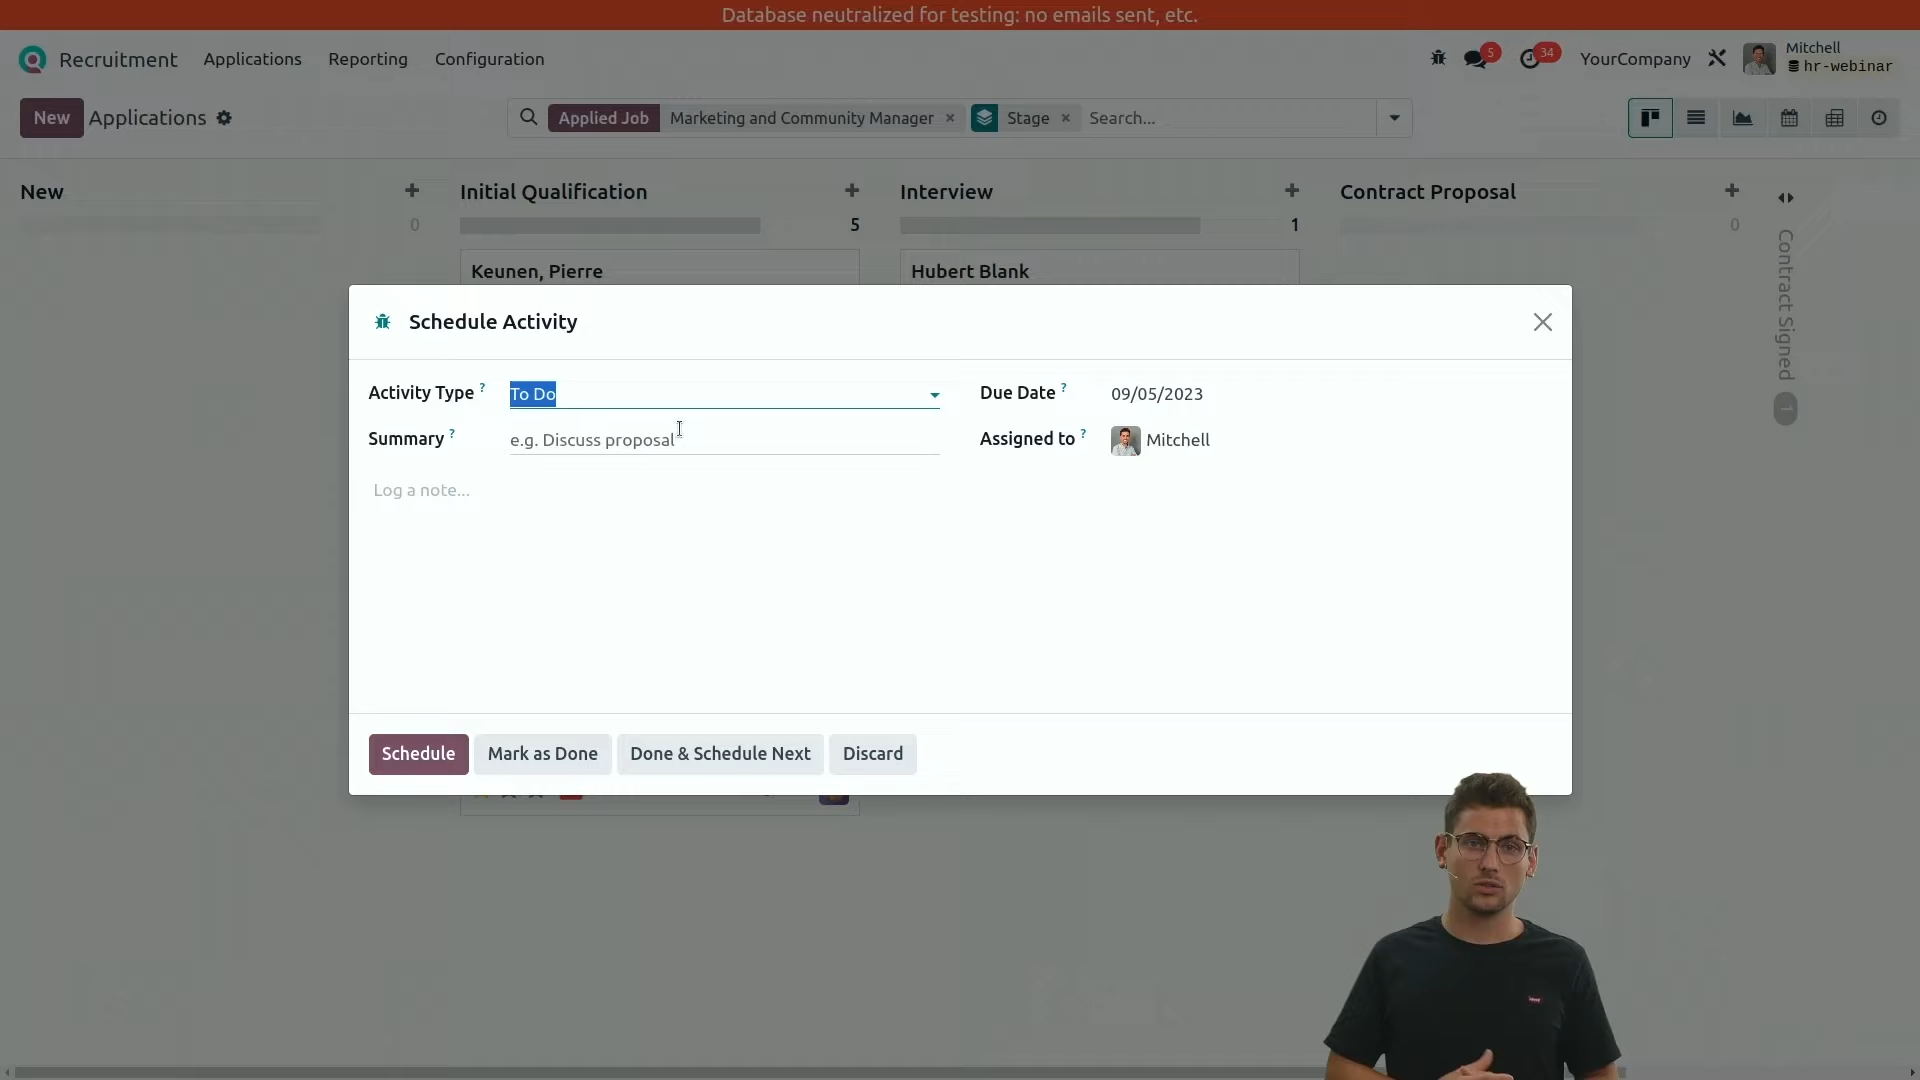 Database neutralized for testing: no emails sent, etc.
Recruitment Applications Reporting Configuration 5 34 YourCompany Mitchell
hr-webinar
New Applications Applied Job Marketing and Community Manager × Stage × Search...
New + Initial Qualification + Interview + Contract Proposal +
0 5 1 0
Contract Signed
1
Keunen, Pierre Hubert Blank
Schedule Activity
Activity Type ? To Do Due Date ? 09/05/2023
Summary ? e.g. Discuss proposal Assigned to ? Mitchell
Log a note...
Schedule Mark as Done Done & Schedule Next Discard